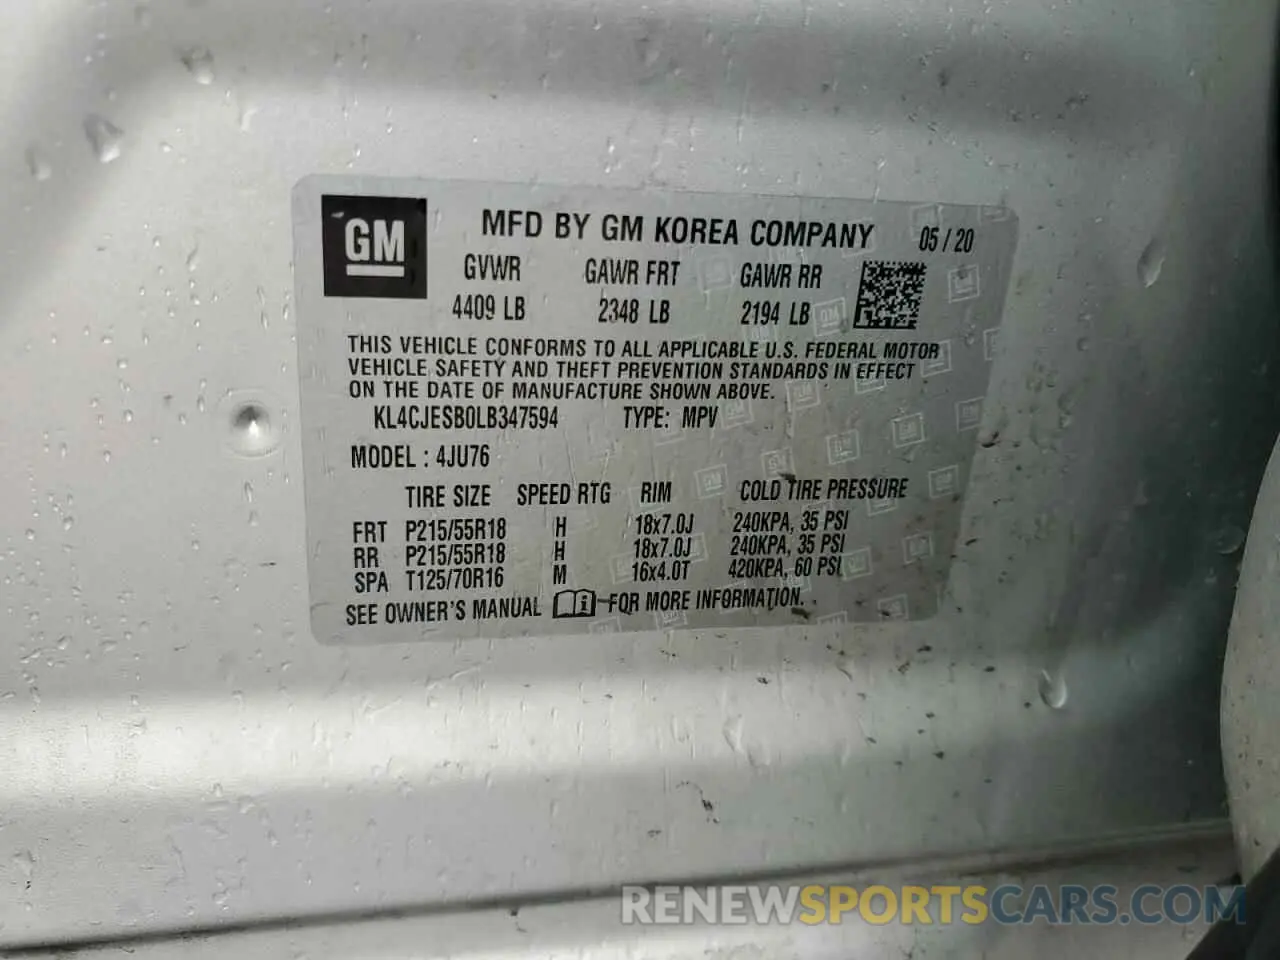 GM
MFD BY GM KOREA COMPANY 05 / 20
GVWR GAWR FRT GAWR RR
4409 LB 2348 LB 2194 LB
THIS VEHICLE CONFORMS TO ALL APPLICABLE U.S. FEDERAL MOTOR
VEHICLE SAFETY AND THEFT PREVENTION STANDARDS IN EFFECT
ON THE DATE OF MANUFACTURE SHOWN ABOVE.
KL4CJESB0LB347594 TYPE: MPV
MODEL : 4JU76
TIRE SIZE SPEED RTG RIM COLD TIRE PRESSURE
FRT P215/55R18 H 18x7.0J 240KPA, 35 PSI
RR P215/55R18 H 18x7.0J 240KPA, 35 PSI
SPA T125/70R16 M 16x4.0T 420KPA, 60 PSI
SEE OWNER'S MANUAL i FOR MORE INFORMATION.
RENEWSPORTSCARS.COM